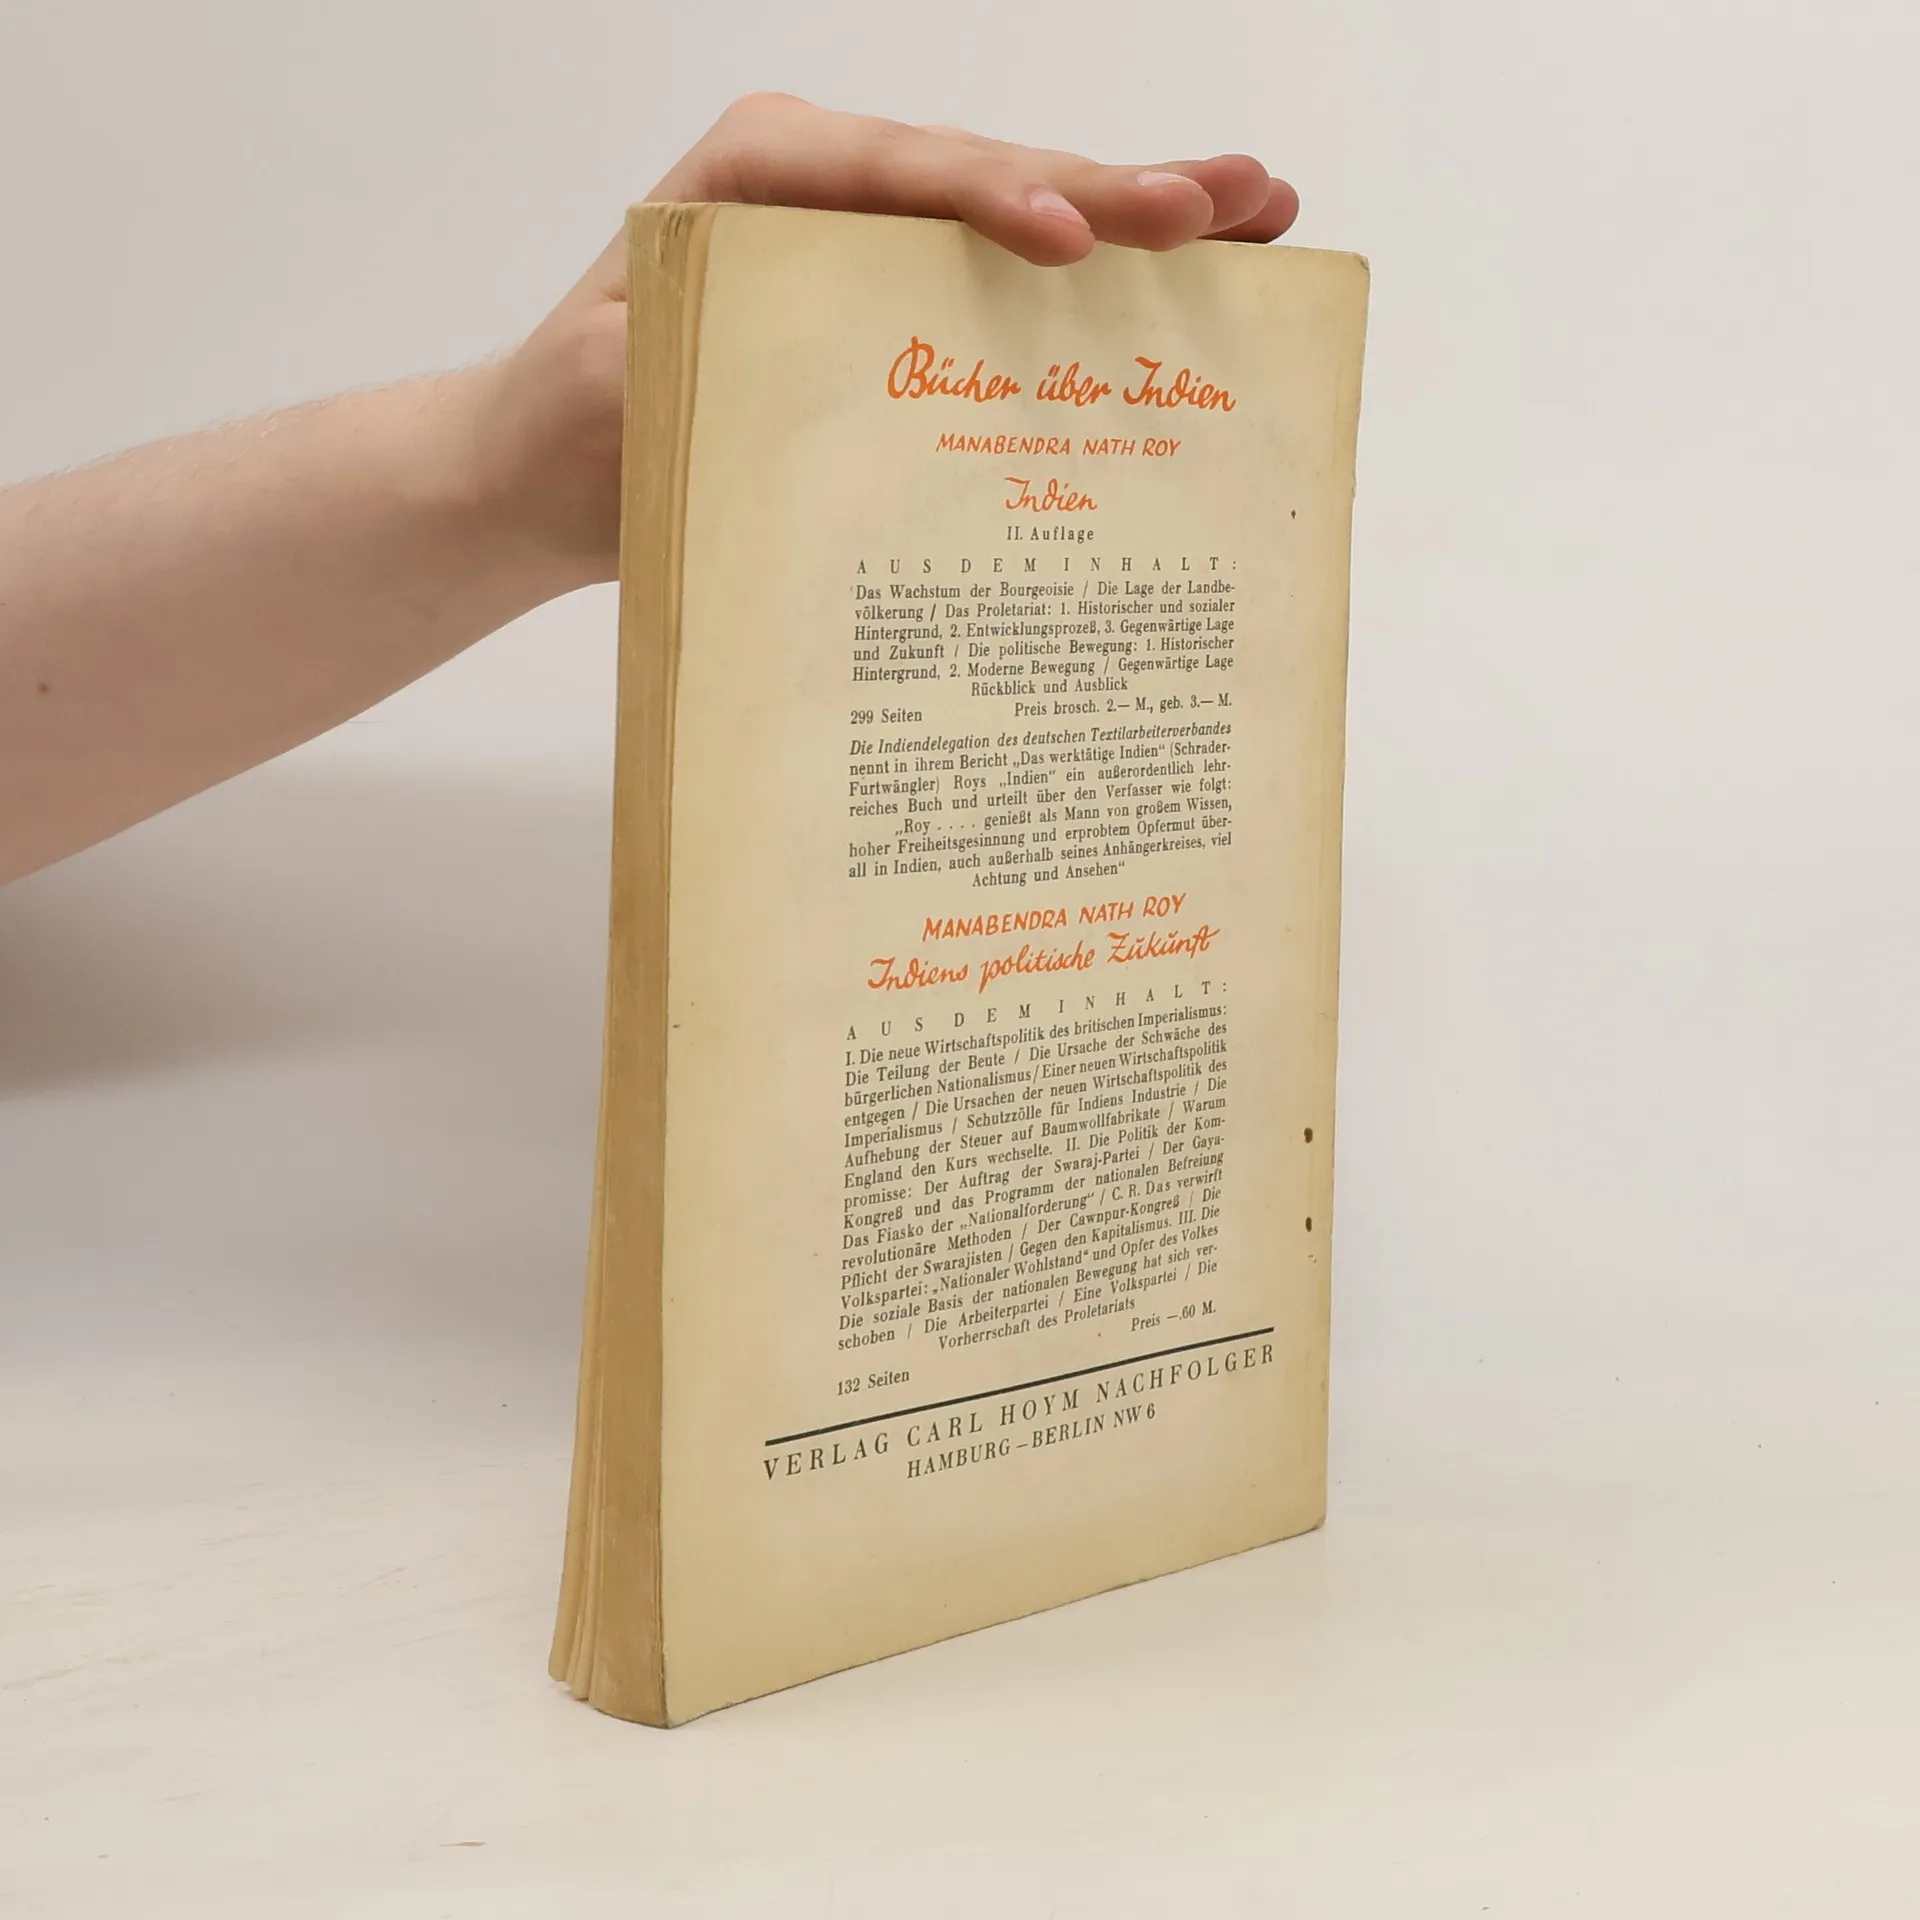 Bücher über Indien
MANABENDRA NATH ROY
Indien
II. Auflage
AUS DEM INHALT:
Das Wachstum der Bourgeoisie / Die Lage der Landbe-
völkerung / Das Proletariat: 1. Historischer und sozialer
Hintergrund, 2. Entwicklungsprozeß, 3. Gegenwärtige Lage
und Zukunft / Die politische Bewegung: 1. Historischer
Hintergrund, 2. Moderne Bewegung / Gegenwärtige Lage
Rückblick und Ausblick
299 Seiten Preis brosch. 2.— M., geb. 3.— M.
Die Indiendelegation des deutschen Textilarbeiterverbandes
nennt in ihrem Bericht „Das werktätige Indien“ (Schrader-
Furtwängler) Roys „Indien“ ein außerordentlich lehr-
reiches Buch und urteilt über den Verfasser wie folgt:
„Roy . . . . genießt als Mann von großem Wissen,
hoher Freiheitsgesinnung und erprobtem Opfermut über-
all in Indien, auch außerhalb seines Anhängerkreises, viel
Achtung und Ansehen“
MANABENDRA NATH ROY
Indiens politische Zukunft
AUS DEM INHALT:
I. Die neue Wirtschaftspolitik des britischen Imperialismus:
Die Teilung der Beute / Die Ursache der Schwäche des
bürgerlichen Nationalismus / Einer neuen Wirtschaftspolitik
entgegen / Die Ursachen der neuen Wirtschaftspolitik des
Imperialismus / Schutzzölle für Indiens Industrie / Die
Aufhebung der Steuer auf Baumwollfabrikate / Warum
England den Kurs wechselte. II. Die Politik der Kom-
promisse: Der Auftrag der Swaraj-Partei / Der Gaya-
Kongreß und das Programm der nationalen Befreiung
Das Fiasko der „Nationalforderung“ / C. R. Das verwirft
revolutionäre Methoden / Der Cawnpur-Kongreß / Die
Pflicht der Swarajisten / Gegen den Kapitalismus. III. Die
Volkspartei: „Nationaler Wohlstand“ und Opfer des Volkes
Die soziale Basis der nationalen Bewegung hat sich ver-
schoben / Die Arbeiterpartei / Eine Volkspartei / Die
Vorherrschaft des Proletariats
132 Seiten Preis —.60 M.
VERLAG CARL HOYM NACHFOLGER
HAMBURG – BERLIN NW 6